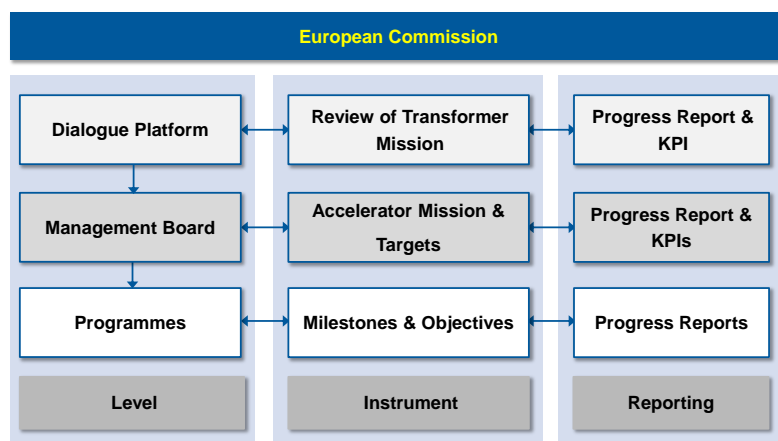 European Commission
Dialogue Platform
Review of Transformer
Mission
Progress Report &
KPI
Management Board
Accelerator Mission &
Targets
Progress Report &
KPIs
Programmes
Milestones & Objectives
Progress Reports
Level
Instrument
Reporting